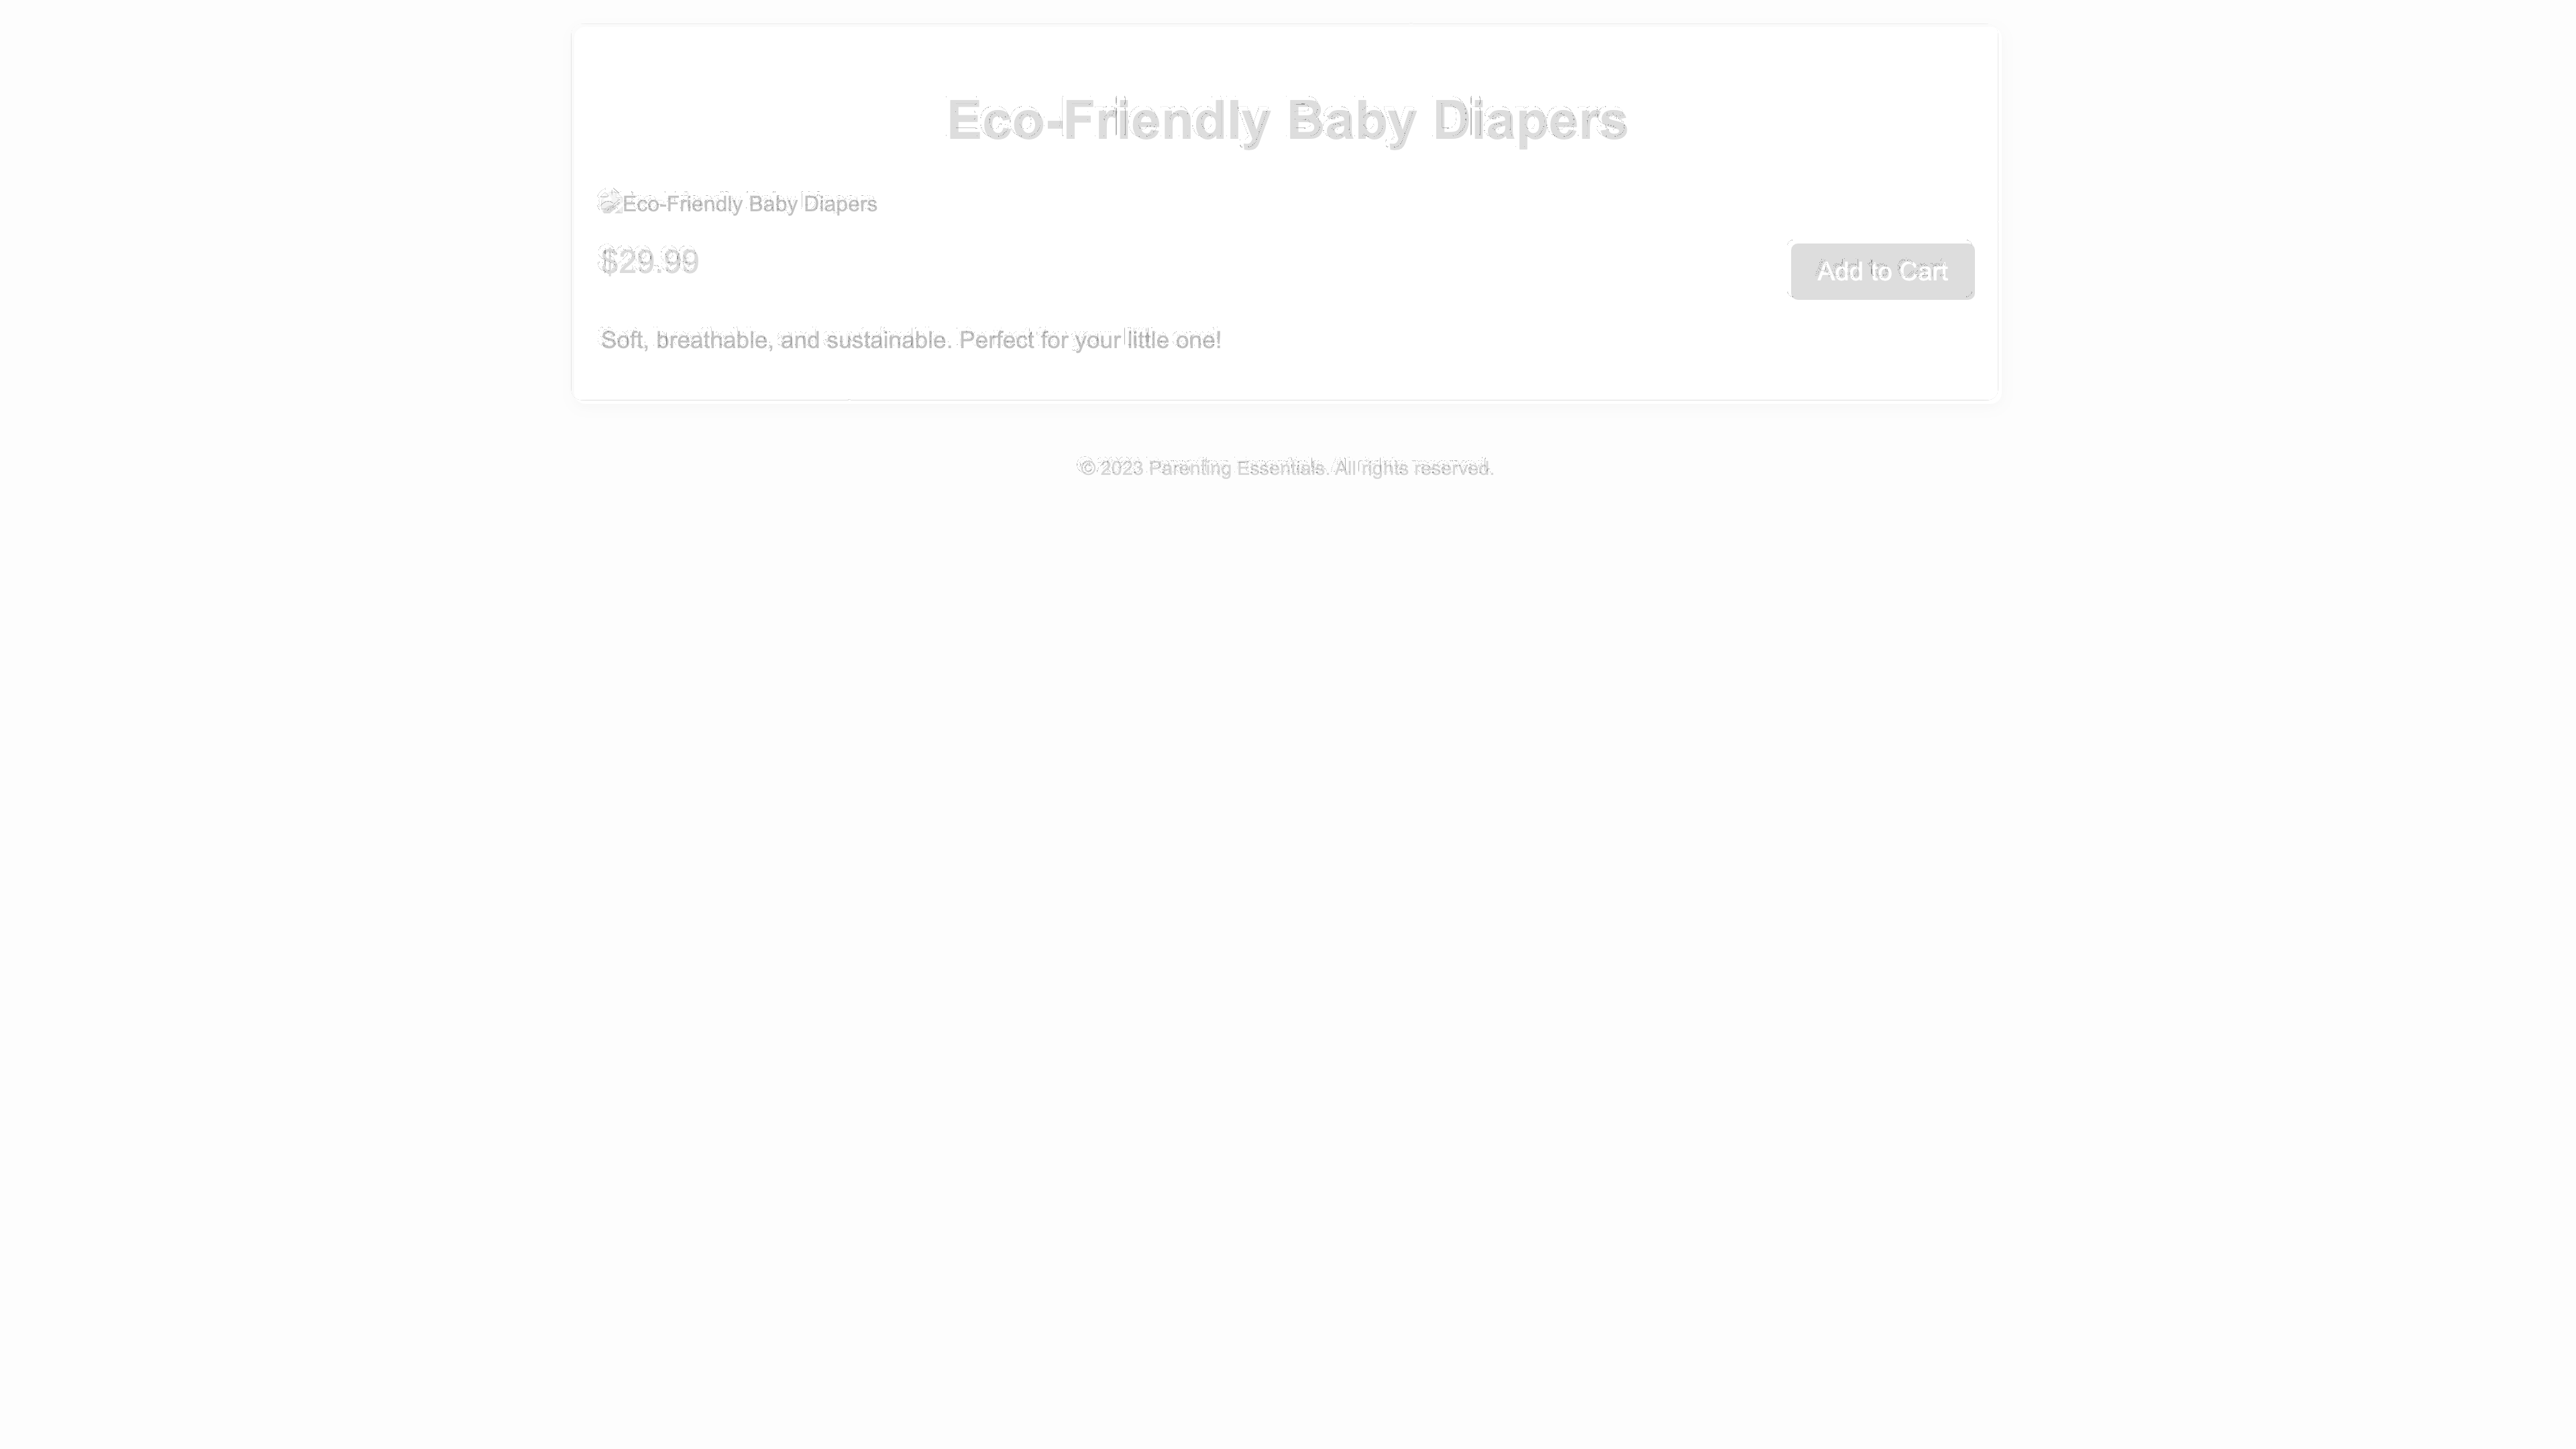 Eco-Friendly Baby Diapers
Eco-Friendly Baby Diapers
$29.99
Add to Cart
Soft, breathable, and sustainable. Perfect for your little one!
© 2023 Parenting Essentials. All rights reserved.